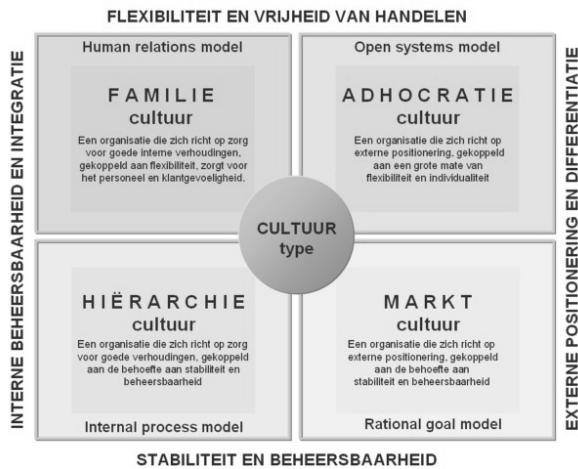 FLEXIBILITEIT EN VRIJHEID VAN HANDELEN
INTERNE BEHEERSBAARHEID EN INTEGRATIE
Human relations model
FAMILIE
cultuur
Een organisatie die zich richt op zorg
voor goede interne verhoudingen,
gekoppeld aan flexibiliteit, zorgt voor
het personeel en klantgevoeligheid.
Open systems model
ADHOCRATIE
cultuur
Een organisatie die zich richt op
externe positionering, gekoppeld
aan een grote mate van
flexibiliteit en individualiteit
CULTUUR
type
HIËRARCHIE
cultuur
Een organisatie die zich richt op zorg
voor goede verhoudingen, gekoppeld
aan de behoefte aan stabiliteit en
beheersbaarheid
Internal process model
MARKT
cultuur
Een organisatie die zich richt op
externe positionering, gekoppeld
aan de behoefte aan
stabiliteit en beheersbaarheid
Rational goal model
EXTERNE POSITIONERING EN DIFFERENTIATIE
STABILITEIT EN BEHEERSBAARHEID